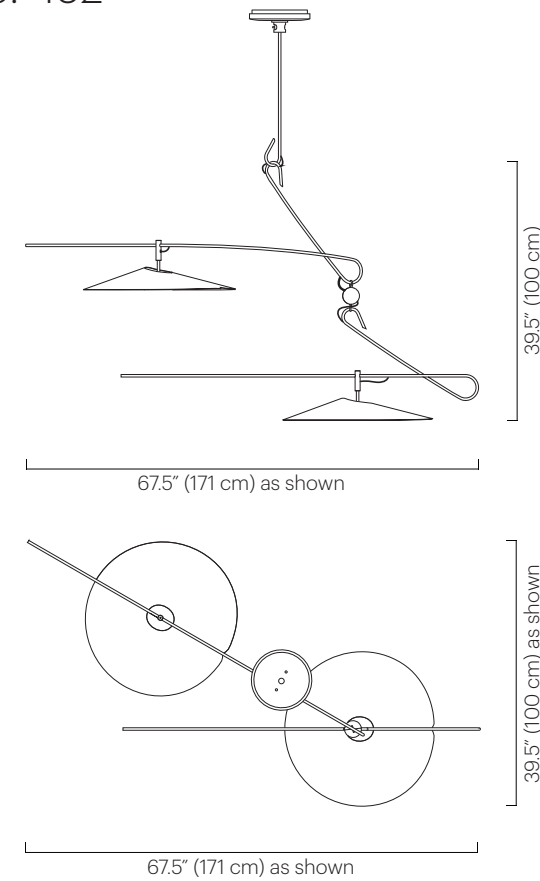 39.5” (100 cm)
67.5” (171 cm) as shown
39.5” (100 cm) as shown
67.5” (171 cm) as shown